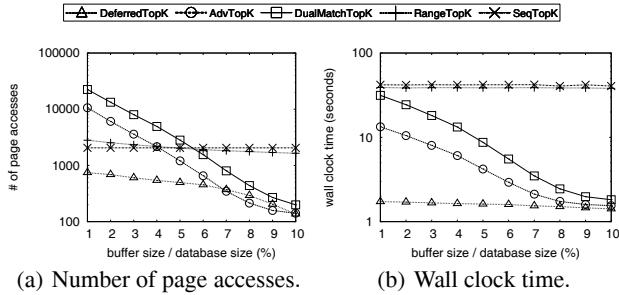 DeferredTopK AdvTopK DualMatchTopK RangeTopK SeqTopK
100000
10000
1000
100
# of page accesses
1 2 3 4 5 6 7 8 9 10
buffer size / database size (%)
(a) Number of page accesses.
100
10
1
wall clock time (seconds)
1 2 3 4 5 6 7 8 9 10
buffer size / database size (%)
(b) Wall clock time.